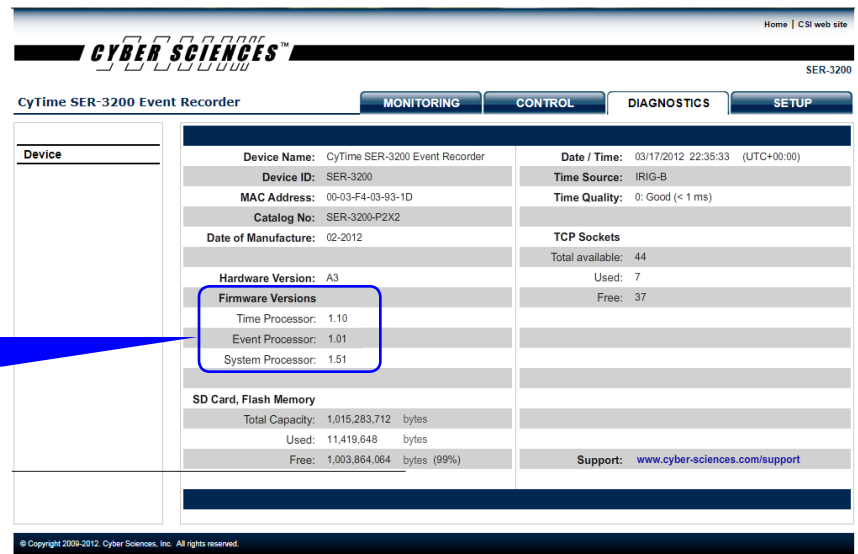 Home | CSI web site
CYBER SCIENCES™
SER-3200
CyTime SER-3200 Event Recorder
MONITORING
CONTROL
DIAGNOSTICS
SETUP
Device
Device Name: CyTime SER-3200 Event Recorder
Device ID: SER-3200
MAC Address: 00-03-F4-03-93-1D
Catalog No: SER-3200-P2X2
Date of Manufacture: 02-2012
Hardware Version: A3
Firmware Versions
Time Processor: 1.10
Event Processor: 1.01
System Processor: 1.51
SD Card, Flash Memory
Total Capacity: 1,015,283,712 bytes
Used: 11,419,648 bytes
Free: 1,003,864,064 bytes (99%)
Date / Time: 03/17/2012 22:35:33 (UTC+00:00)
Time Source: IRIG-B
Time Quality: 0: Good (< 1 ms)
TCP Sockets
Total available: 44
Used: 7
Free: 37
Support: www.cyber-sciences.com/support
© Copyright 2009-2012. Cyber Sciences, Inc. All rights reserved.